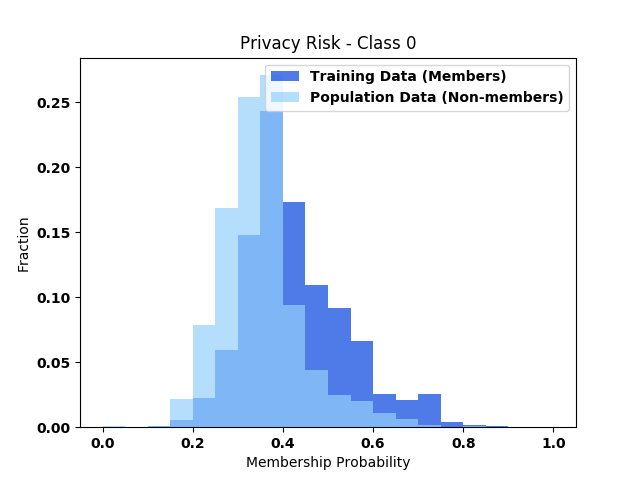 Privacy Risk - Class 0
Training Data (Members)
Population Data (Non-members)
0.25
0.20
0.15
0.10
0.05
0.00
Fraction
0.0 0.2 0.4 0.6 0.8 1.0
Membership Probability